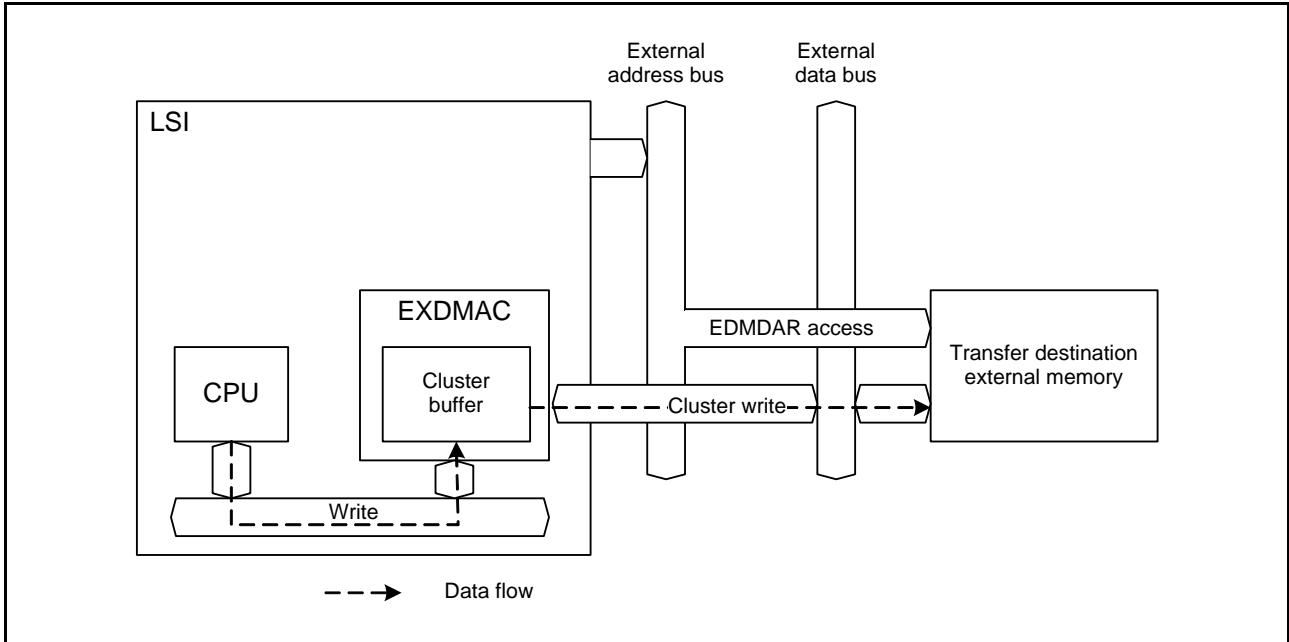 External
address bus
External
data bus
LSI
EXDMAC
EDMDAR access
Transfer destination
external memory
CPU
Cluster
buffer
Cluster write
Write
Data flow